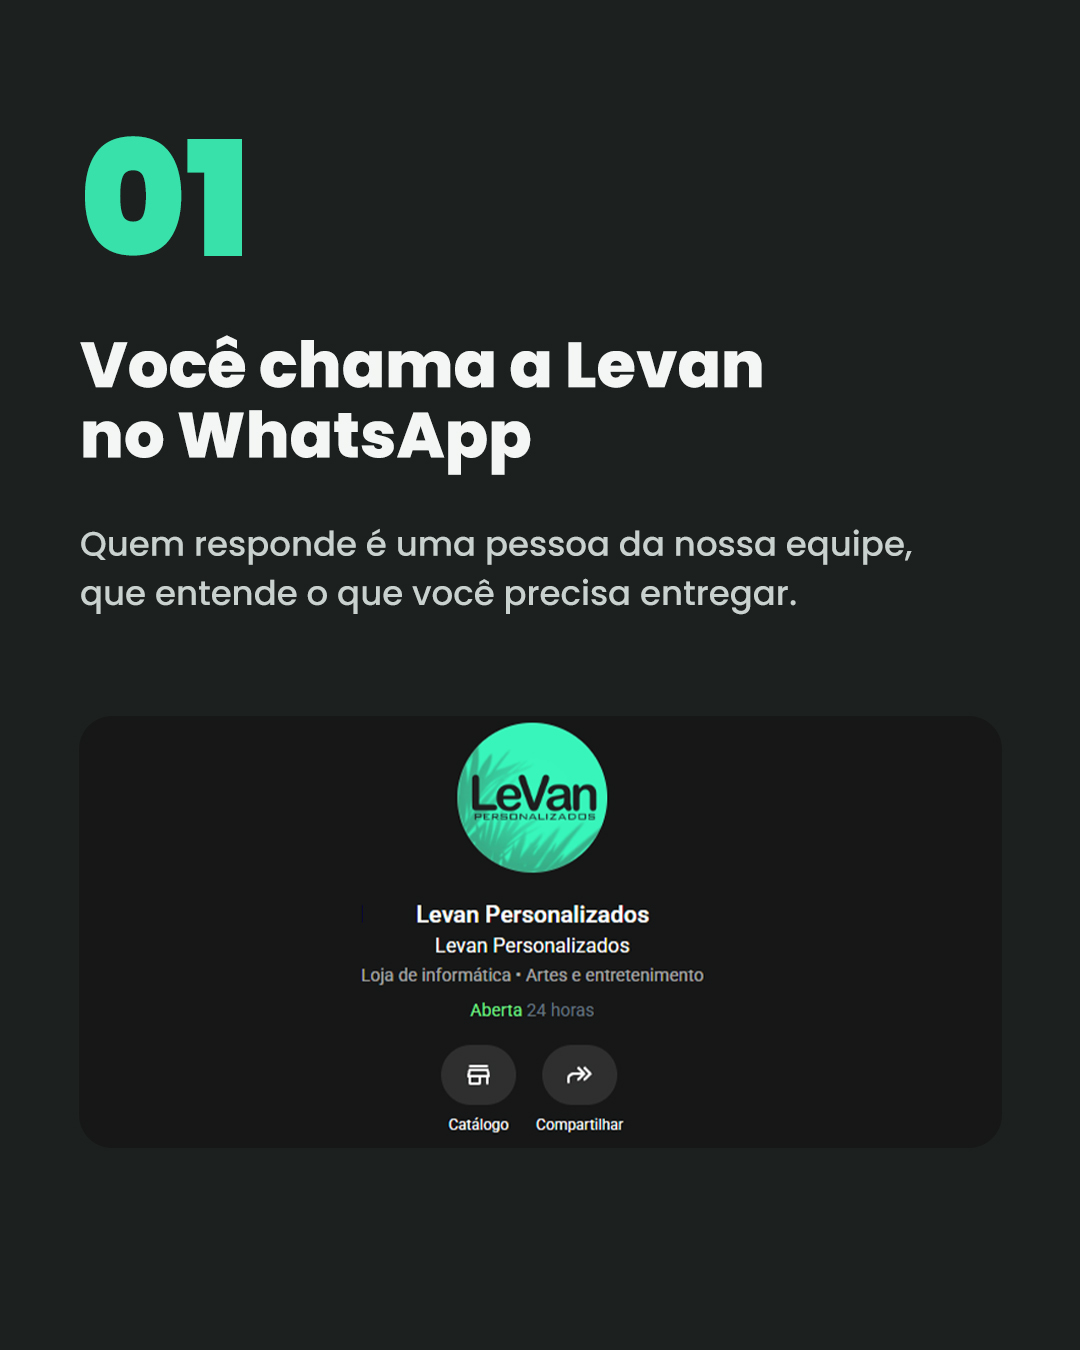 01
Você chama a Levan
no WhatsApp
Quem responde é uma pessoa da nossa equipe,
que entende o que você precisa entregar.
LeVan
PERSONALIZADOS
Levan Personalizados
Levan Personalizados
Loja de informática • Artes e entretenimento
Aberta 24 horas
Catálogo Compartilhar